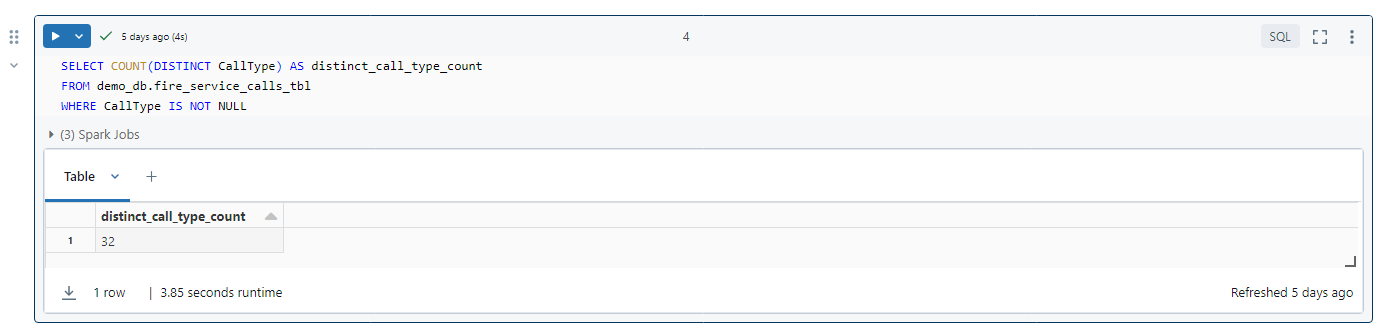 5 days ago (4s)
4
SQL
SELECT COUNT(DISTINCT CallType) AS distinct_call_type_count
FROM demo_db.fire_service_calls_tbl
WHERE CallType IS NOT NULL
(3) Spark Jobs
Table
+
distinct_call_type_count
1 32
1 row | 3.85 seconds runtime
Refreshed 5 days ago